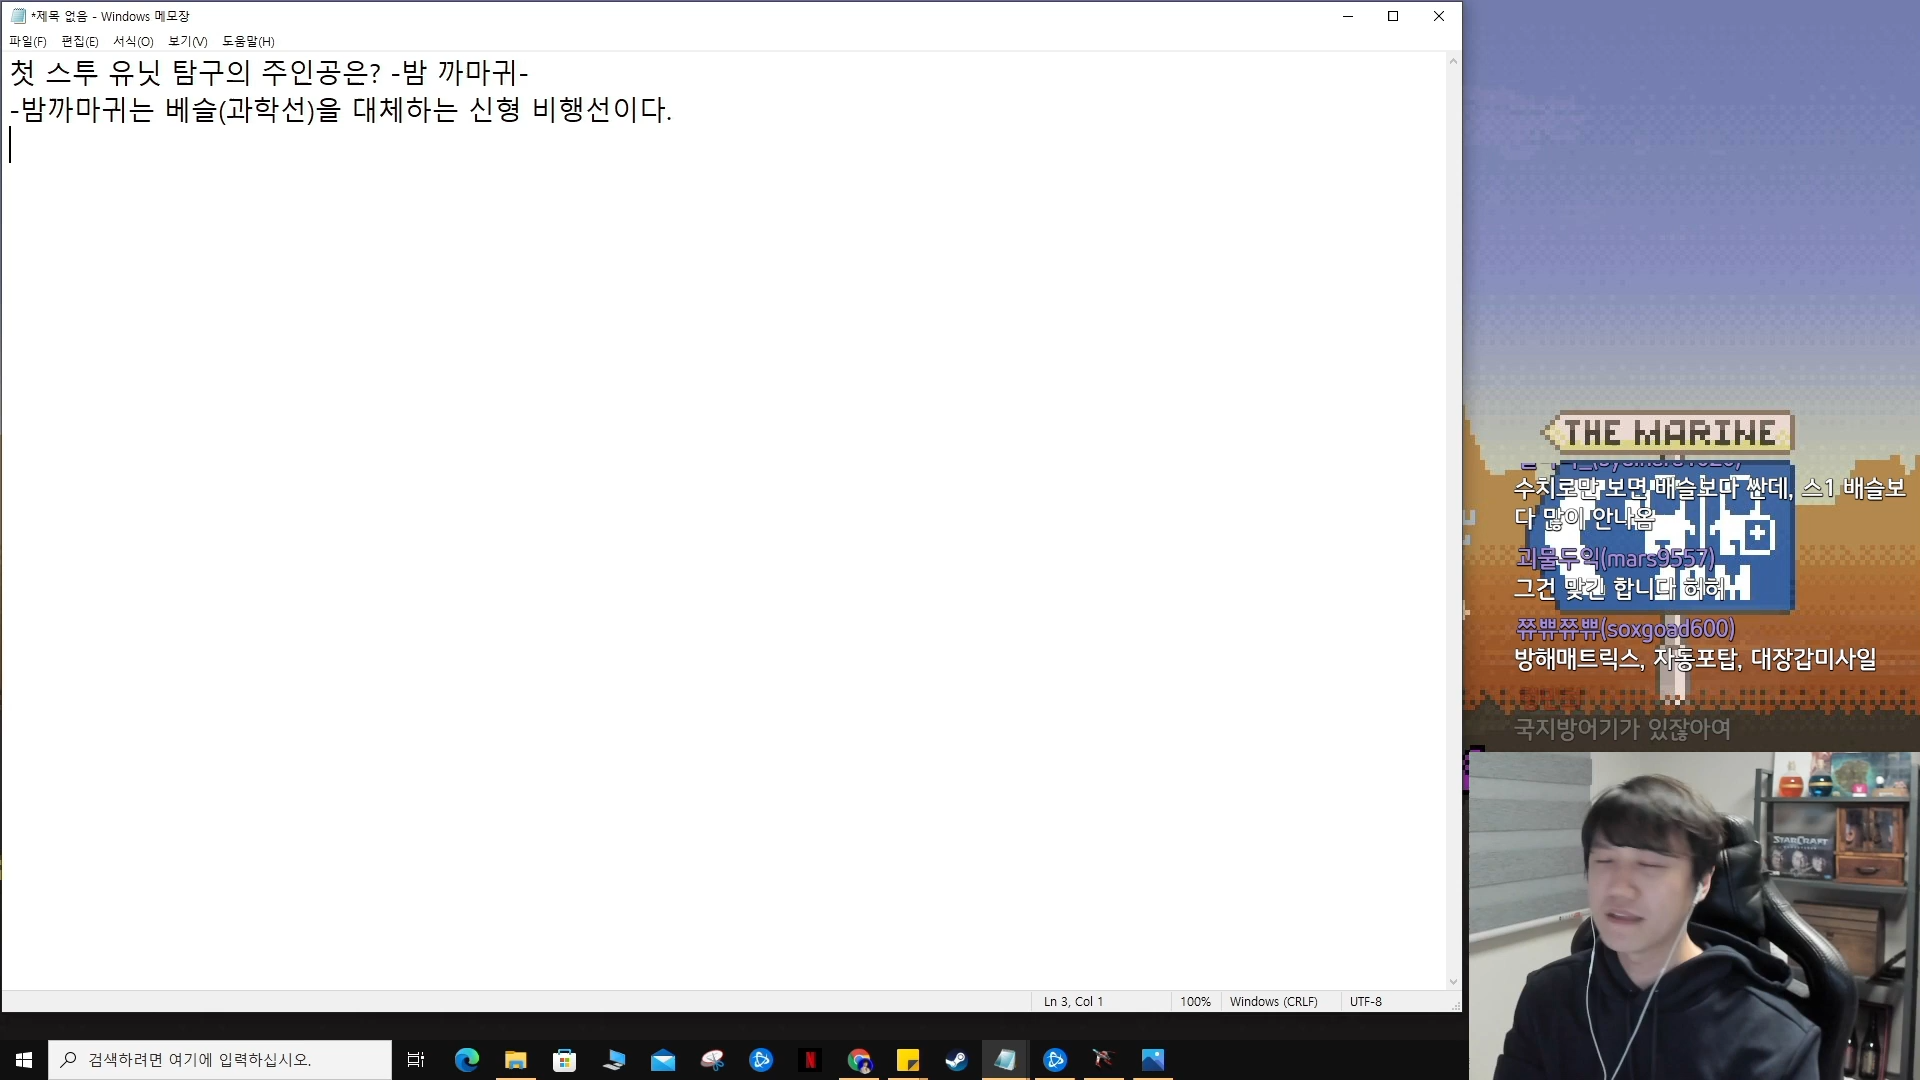 *제목 없음 - Windows 메모장
파일(F) 편집(E) 서식(O) 보기(V) 도움말(H)
첫 스투 유닛 탐구의 주인공은? -밤 까마귀-
-밤까마귀는 베슬(과학선)을 대체하는 신형 비행선이다.
THE MARINE
수치로만 보면 배슬보다 싼데, 스1 배슬보
다 많이 안나옴
괴물두익(mars9557)
그건 맞긴 합니다 허허
쮸쀼쮸쀼(soxgoad600)
방해매트릭스, 자동포탑, 대장갑미사일
국지방어기가 있잖아여
STARCRAFT
Ln 3, Col 1
100%
Windows (CRLF)
UTF-8
검색하려면 여기에 입력하십시오.